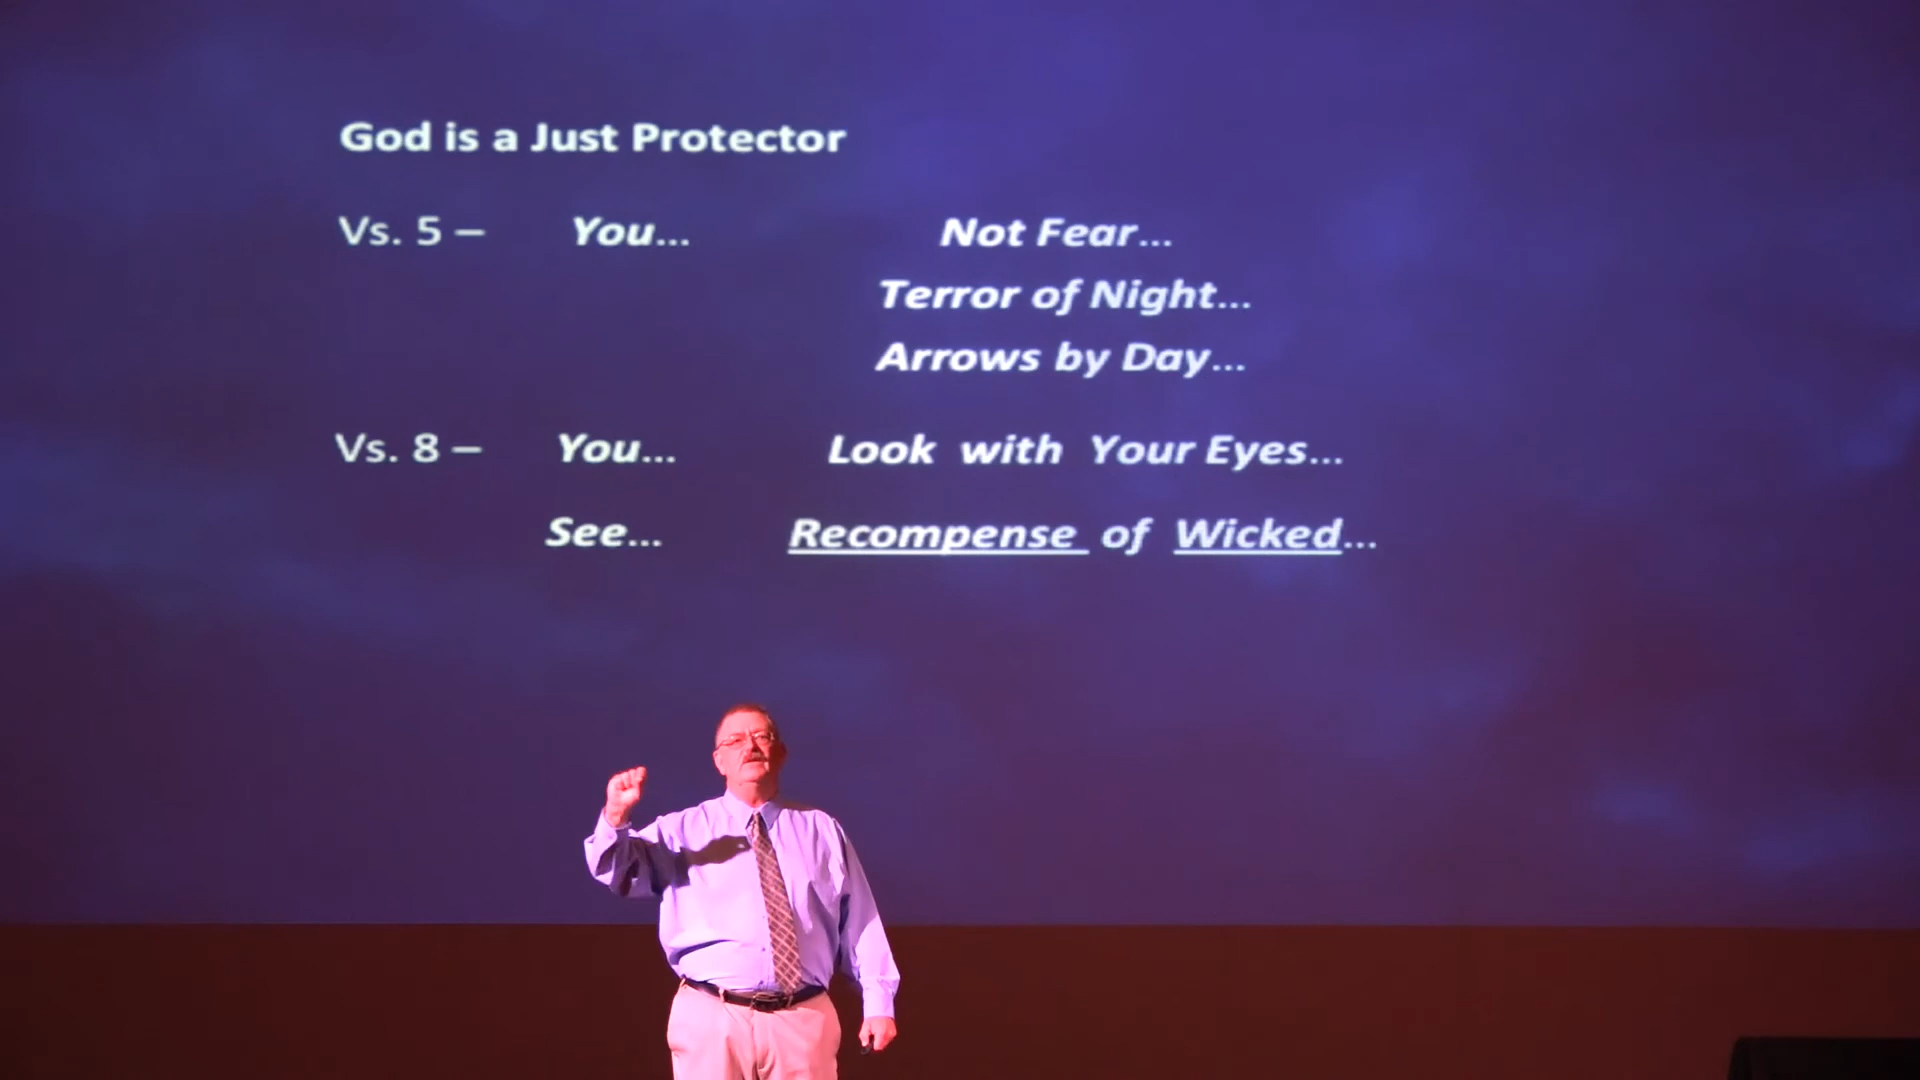 God is a Just Protector
Vs. 5 – You... Not Fear...
Terror of Night...
Arrows by Day...
Vs. 8 – You... Look with Your Eyes...
See... Recompense of Wicked...